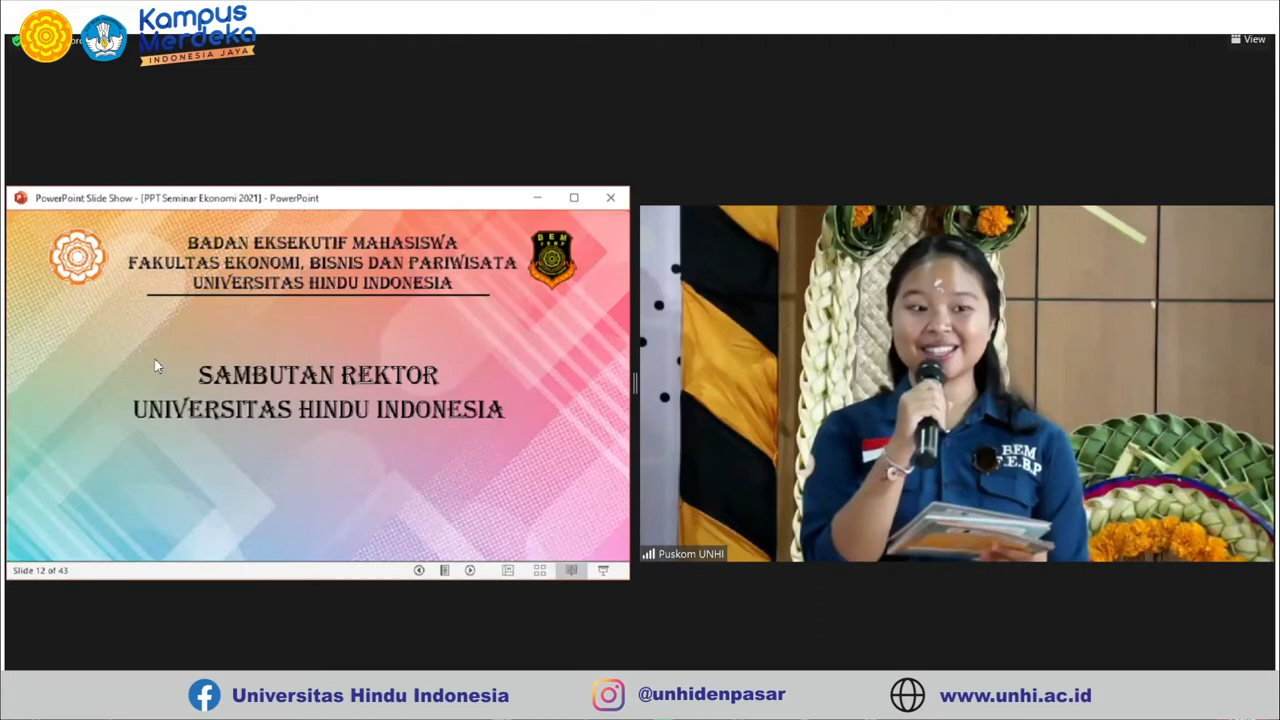 Kampus
Merdeka
INDONESIA JAYA
View
PowerPoint Slide Show - [PPT Seminar Ekonomi 2021] - PowerPoint
BADAN EKSEKUTIF MAHASISWA
FAKULTAS EKONOMI, BISNIS DAN PARIWISATA
UNIVERSITAS HINDU INDONESIA
BEM
FEBP
SAMBUTAN REKTOR
UNIVERSITAS HINDU INDONESIA
Slide 12 of 43
BEM
F.E.B.P
Puskom UNHI
Universitas Hindu Indonesia
@unhidenpasar
www.unhi.ac.id